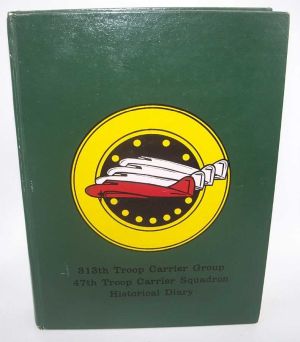 313th Troop Carrier Group
47th Troop Carrier Squadron
Historical Diary